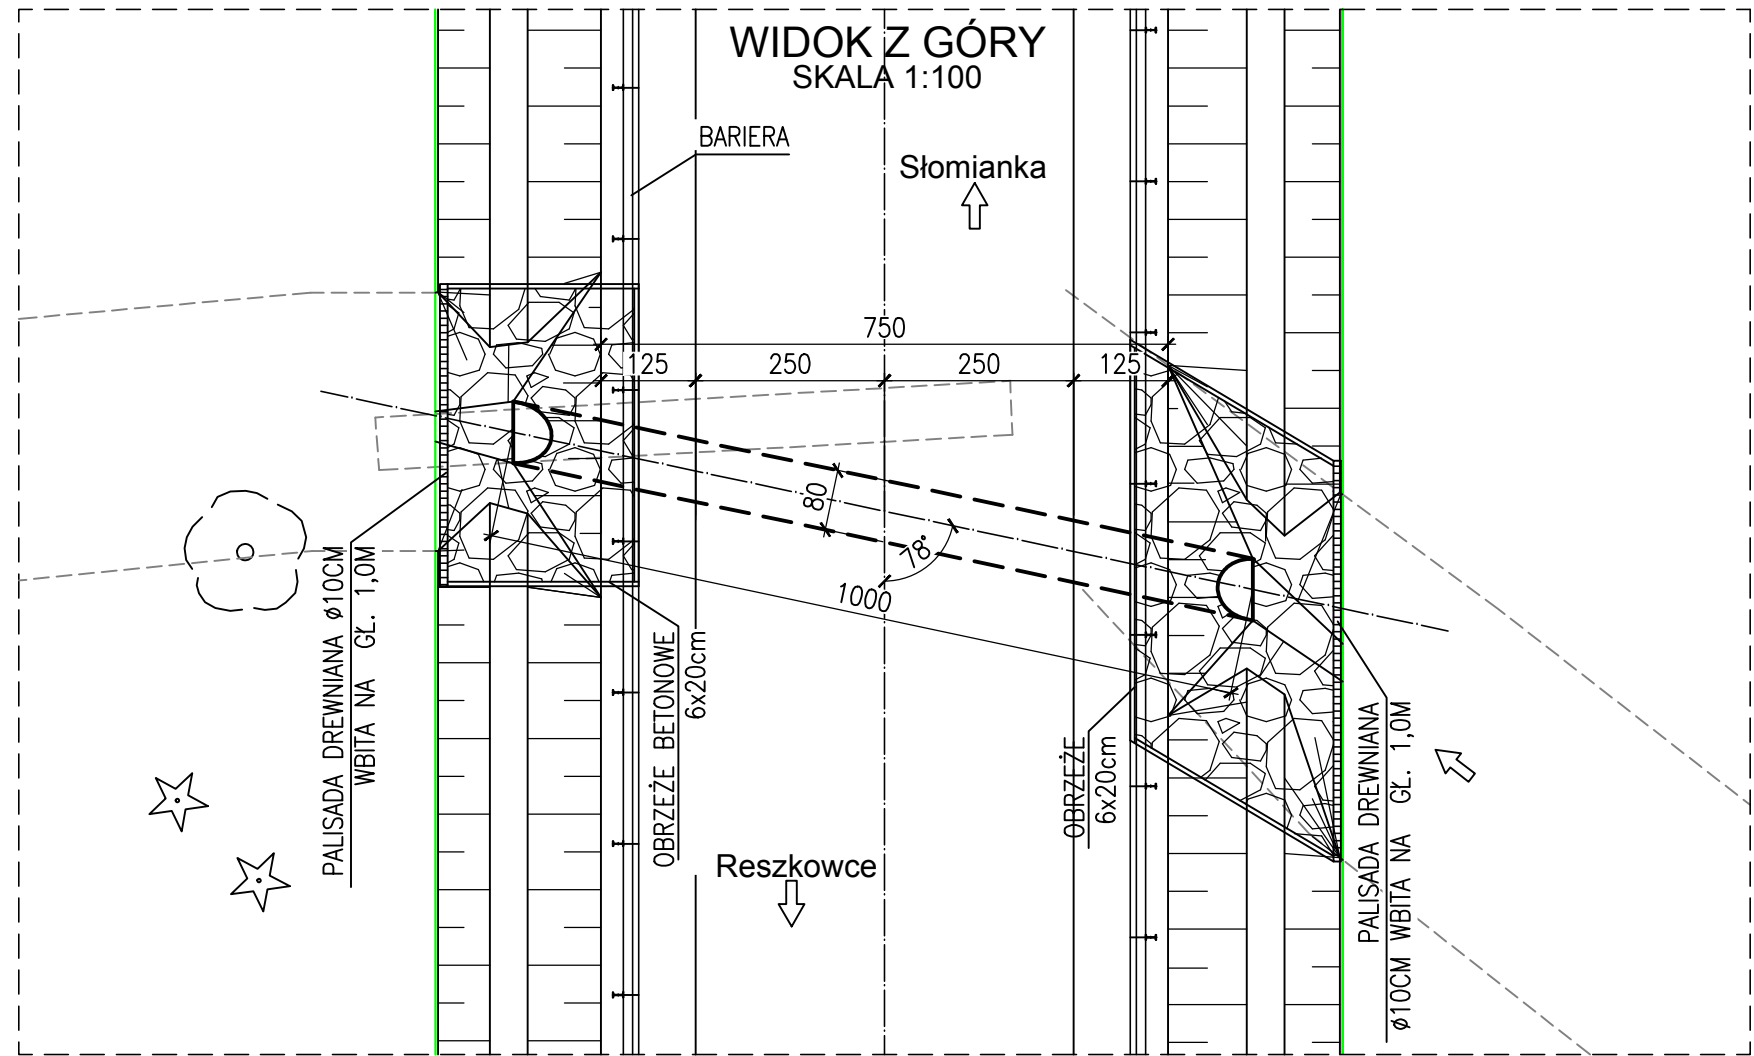 WIDOK Z GÓRY
SKALA 1:100
BARIERA
Słomianka
750
125
250
250
125
80
78°
1000
PALISADA DREWNIANA ø10CM
WBITA NA GŁ. 1,0M
OBRZEŻE BETONOWE
6x20cm
OBRZEŻE
6x20cm
PALISADA DREWNIANA
ø10CM WBITA NA GŁ. 1,0M
Reszkowce